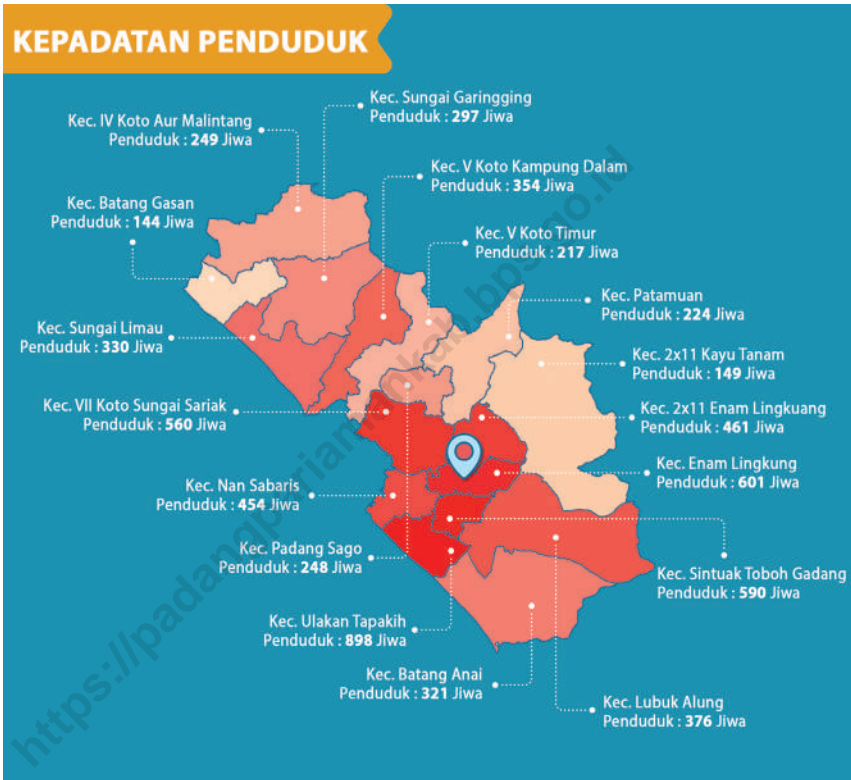 KEPADATAN PENDUDUK
Kec. Sungai Garingging
Penduduk : 297 Jiwa
Kec. IV Koto Aur Malintang
Penduduk : 249 Jiwa
Kec. V Koto Kampung Dalam
Penduduk : 354 Jiwa
Kec. Batang Gasan
Penduduk : 144 Jiwa
Kec. V Koto Timur
Penduduk : 217 Jiwa
Kec. Patamuan
Penduduk : 224 Jiwa
Kec. Sungai Limau
Penduduk : 330 Jiwa
Kec. 2x11 Kayu Tanam
Penduduk : 149 Jiwa
Kec. VII Koto Sungai Sariak
Penduduk : 560 Jiwa
Kec. 2x11 Enam Lingkuang
Penduduk : 461 Jiwa
Kec. Enam Lingkung
Penduduk : 601 Jiwa
Kec. Nan Sabaris
Penduduk : 454 Jiwa
Kec. Padang Sago
Penduduk : 248 Jiwa
Kec. Sintuak Toboh Gadang
Penduduk : 590 Jiwa
Kec. Ulakan Tapakih
Penduduk : 898 Jiwa
Kec. Batang Anai
Penduduk : 321 Jiwa
Kec. Lubuk Alung
Penduduk : 376 Jiwa
https://padangpariamankab.bps.go.id